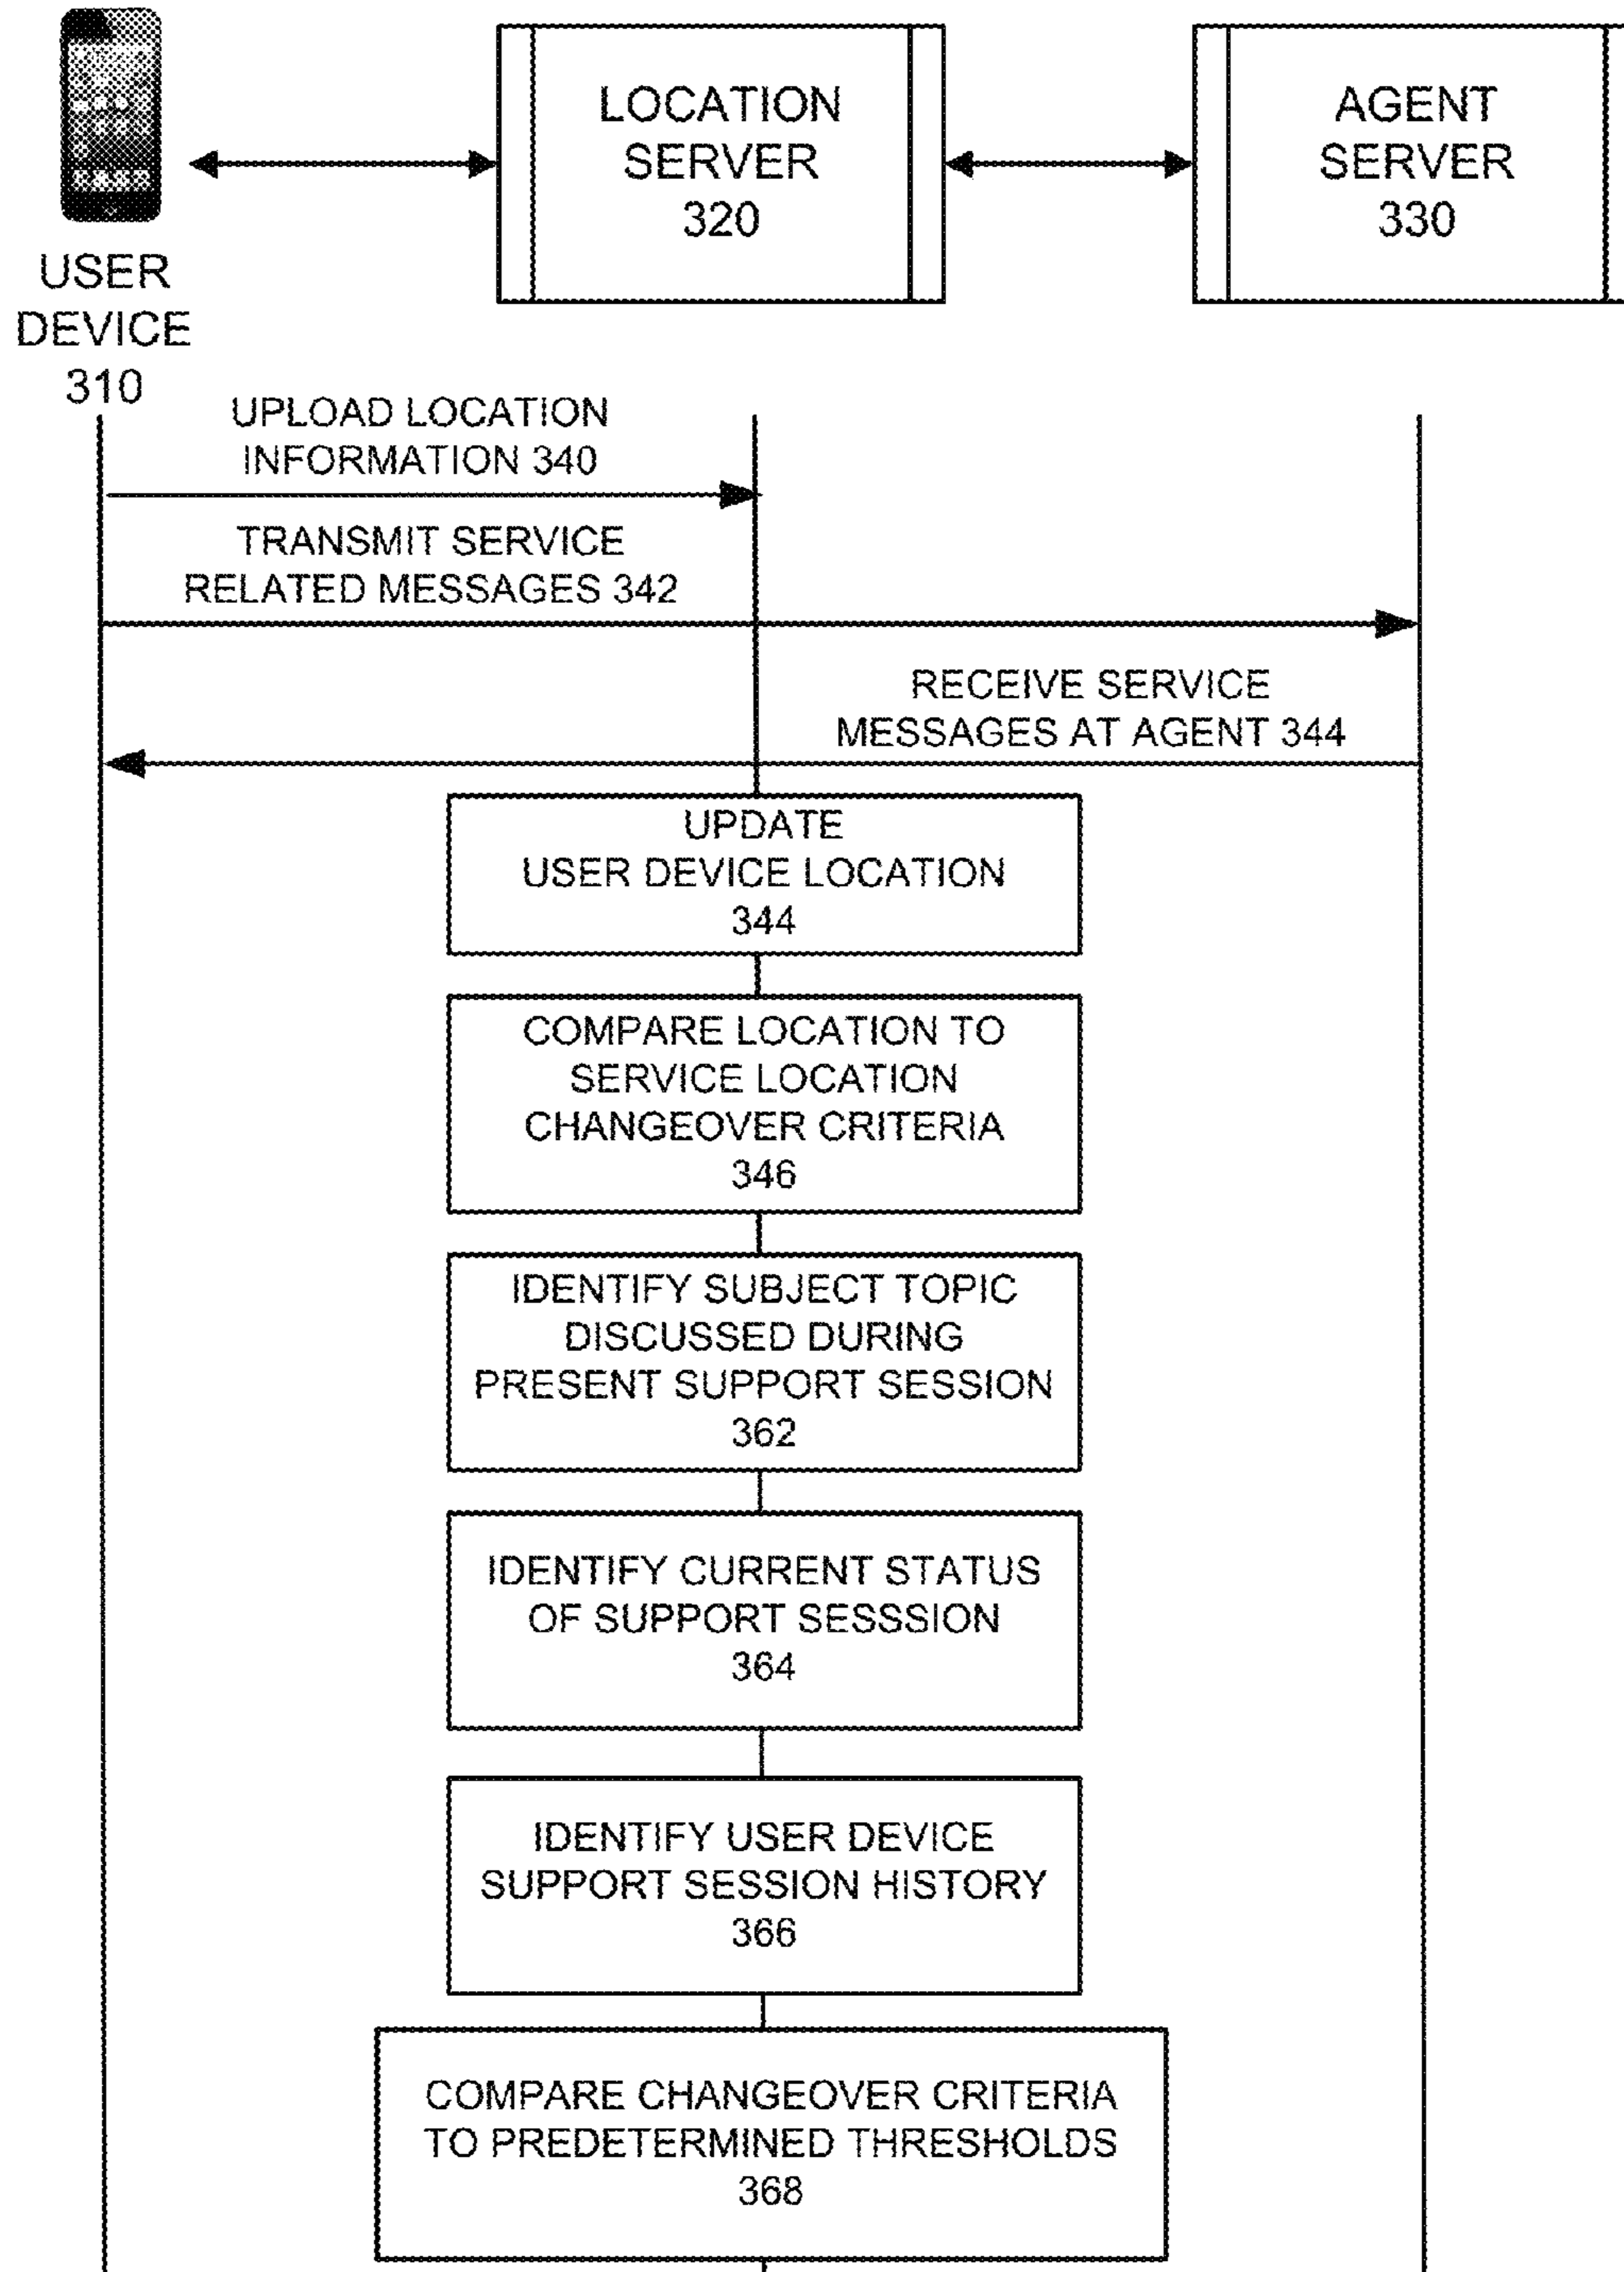 LOCATION
SERVER
320
AGENT
SERVER
330
USER
DEVICE
310
UPLOAD LOCATION
INFORMATION 340
TRANSMIT SERVICE
RELATED MESSAGES 342
RECEIVE SERVICE
MESSAGES AT AGENT 344
UPDATE
USER DEVICE LOCATION
344
COMPARE LOCATION TO
SERVICE LOCATION
CHANGEOVER CRITERIA
346
IDENTIFY SUBJECT TOPIC
DISCUSSED DURING
PRESENT SUPPORT SESSION
362
IDENTIFY CURRENT STATUS
OF SUPPORT SESSSION
364
IDENTIFY USER DEVICE
SUPPORT SESSION HISTORY
366
COMPARE CHANGEOVER CRITERIA
TO PREDETERMINED THRESHOLDS
368